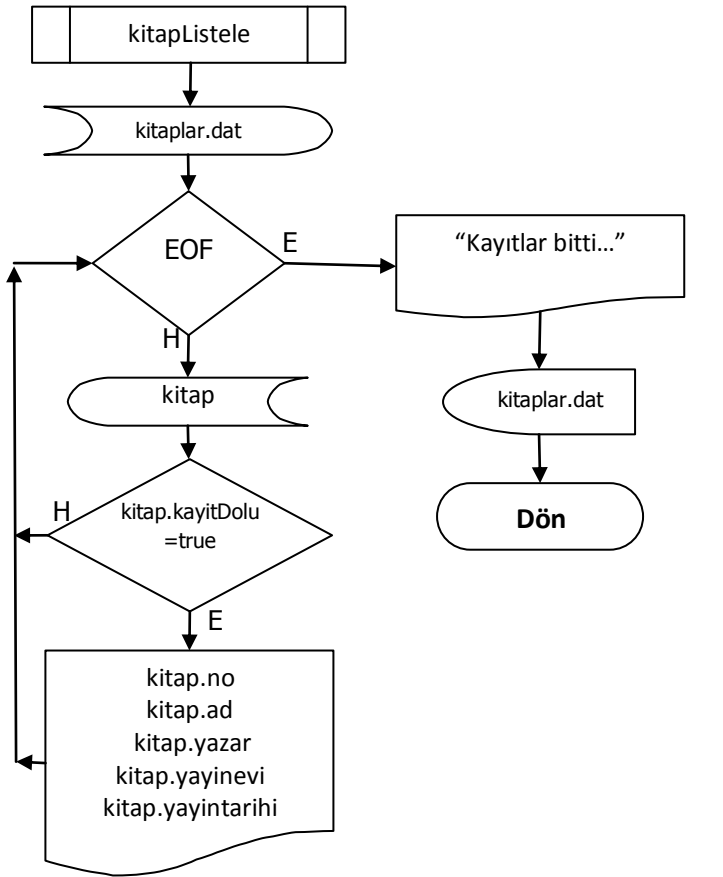 kitapListele
kitaplar.dat
EOF
E
"Kayıtlar bitti…"
H
kitap
kitaplar.dat
H
kitap.kayitDolu
=true
Dön
E
kitap.no
kitap.ad
kitap.yazar
kitap.yayinevi
kitap.yayintarihi